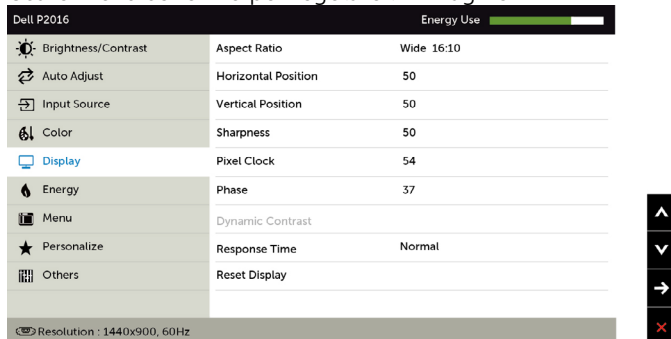 Dell P2016 Energy Use
Brightness/Contrast Aspect Ratio Wide 16:10
Auto Adjust Horizontal Position 50
Input Source Vertical Position 50
Color Sharpness 50
Display Pixel Clock 54
Energy Phase 37
Menu Dynamic Contrast
Personalize Response Time Normal
Others Reset Display
Resolution : 1440x900, 60Hz